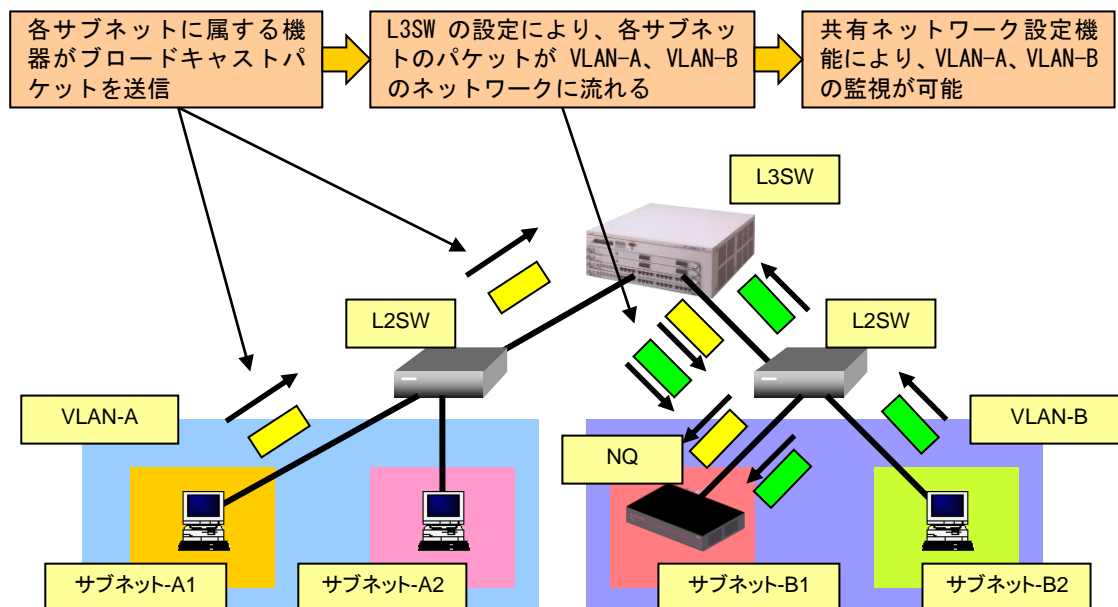 各サブネットに属する機
器がブロードキャストパ
ケットを送信
L3SW の設定により、各サブネッ
トのパケットが VLAN-A、VLAN-B
のネットワークに流れる
共有ネットワーク設定機
能により、VLAN-A、VLAN-B
の監視が可能
L3SW
L2SW
L2SW
VLAN-A
NQ
VLAN-B
サブネット-A1
サブネット-A2
サブネット-B1
サブネット-B2